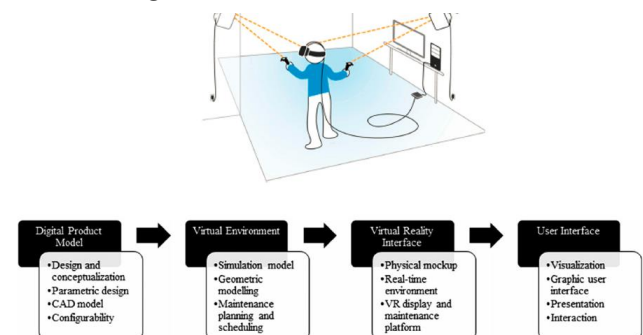 Digital Product
Model
•Design and
conceptualization
•Parametric design
•CAD model
•Configurability
Virtual Environment
•Simulation model
•Geometric
modelling
•Maintenance
planning and
scheduling
Virtual Reality
Interface
•Physical mockup
•Real-time
environment
•VR display and
maintenance
platform
User Interface
•Visualization
•Graphic user
interface
•Presentation
•Interaction